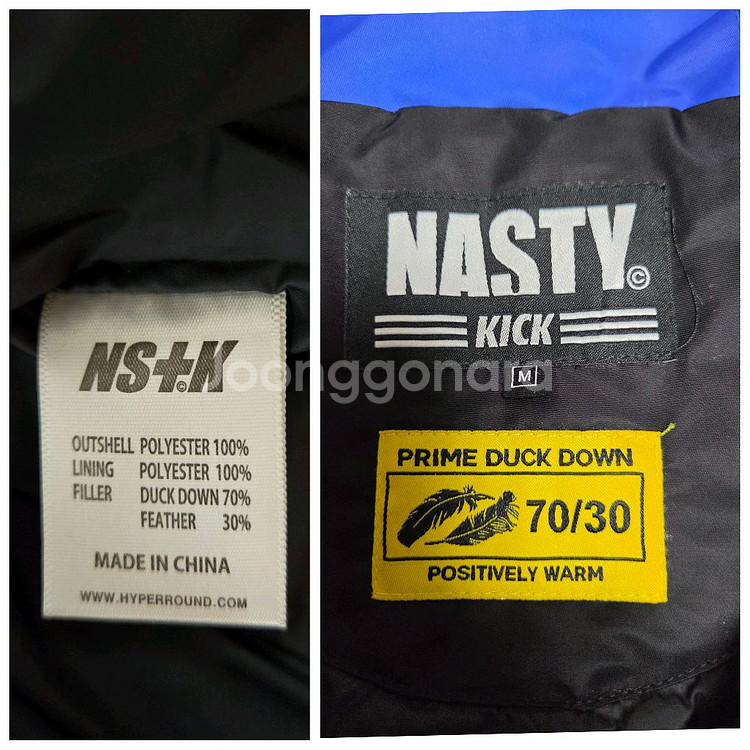 NS+K
©
OUTSHELL POLYESTER 100%
LINING POLYESTER 100%
FILLER DUCK DOWN 70%
FEATHER 30%
MADE IN CHINA
WWW.HYPERROUND.COM
NASTY©
KICK
M
PRIME DUCK DOWN
70/30
POSITIVELY WARM
Joonggonara